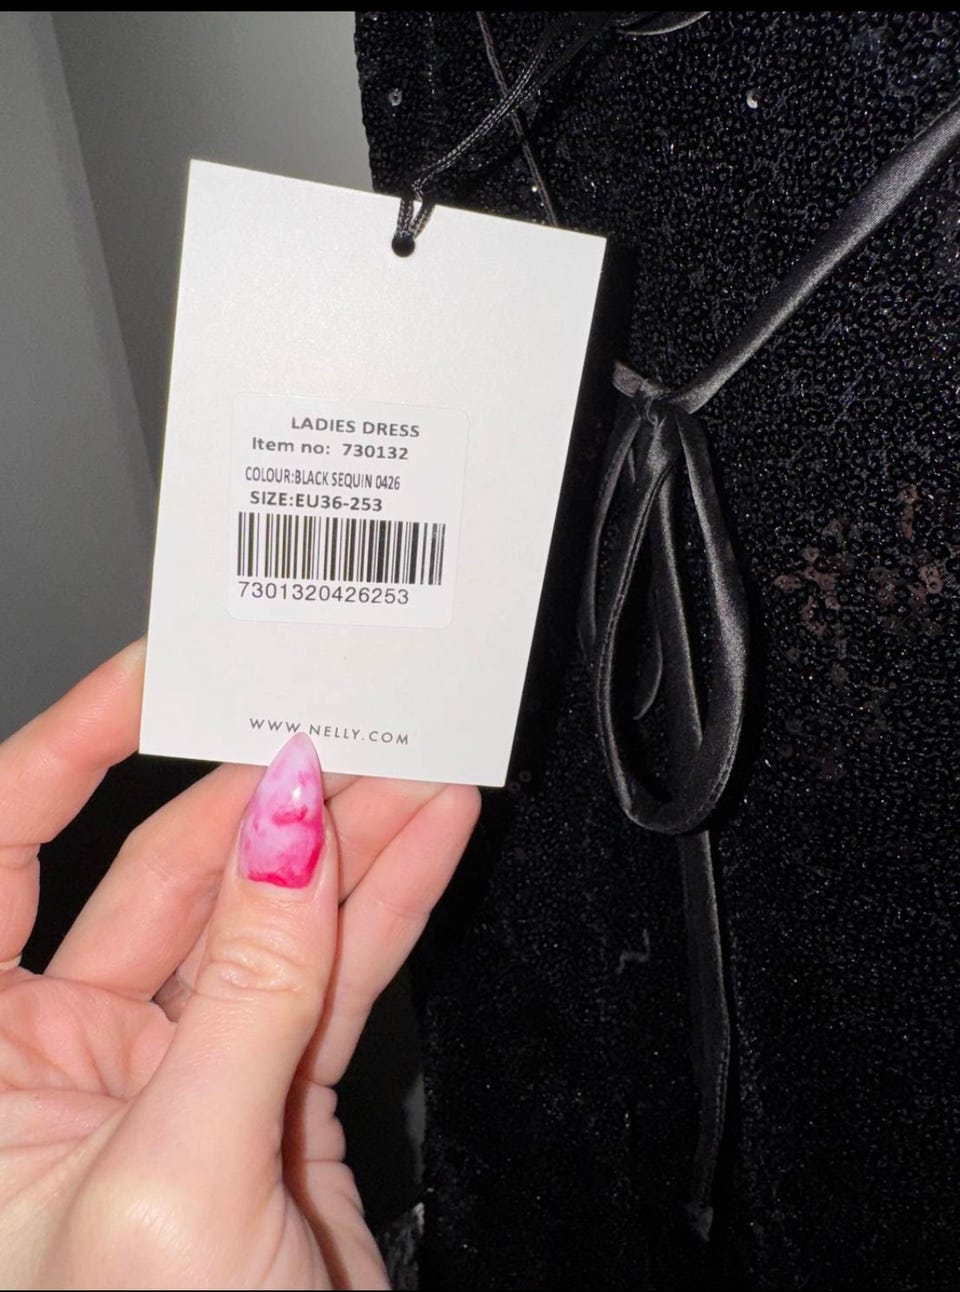 LADIES DRESS
Item no: 730132
COLOUR:BLACK SEQUIN 0426
SIZE:EU36-253
7301320426253
WWW.NELLY.COM